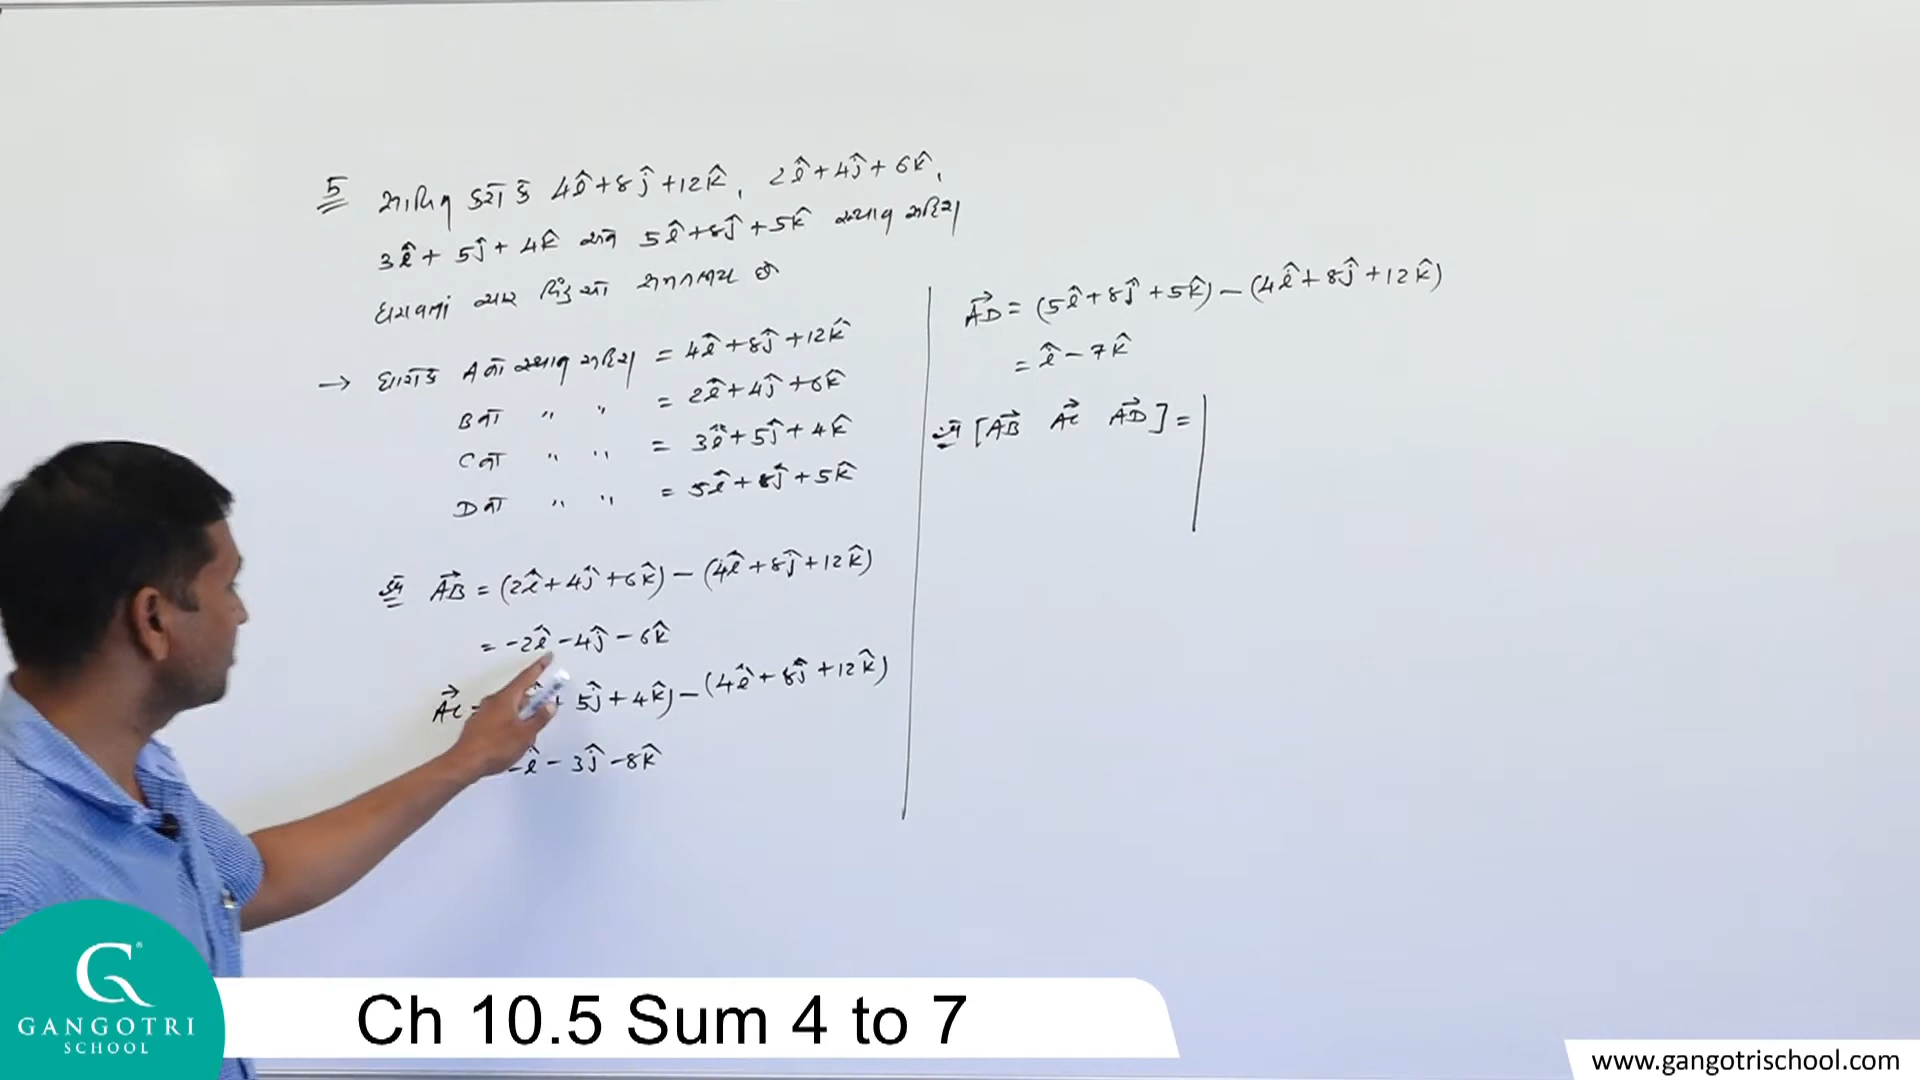 5 સાબિત કરો કે 4î+8ĵ+12k̂, 2î+4ĵ+6k̂,
3î+5ĵ+4k̂ અને 5î+8ĵ+5k̂ સ્થાન સદિશ
ધરાવતાં ચાર બિંદુઓ સમતલીય છે
→ ધારોકે A નો સ્થાન સદિશ = 4î+8ĵ+12k̂
B નો " " = 2î+4ĵ+6k̂
C નો " " = 3î+5ĵ+4k̂
D નો " " = 5î+8ĵ+5k̂
હવે AB⃗ = (2î+4ĵ+6k̂)-(4î+8ĵ+12k̂)
= -2î-4ĵ-6k̂
AC⃗ = + 5ĵ+4k̂)-(4î+8ĵ+12k̂)
-î-3ĵ-8k̂
AD⃗ = (5î+8ĵ+5k̂)-(4î+8ĵ+12k̂)
= î-7k̂
હવે [AB⃗ AC⃗ AD⃗] = |
G®
GANGOTRI
SCHOOL
Ch 10.5 Sum 4 to 7
www.gangotrischool.com